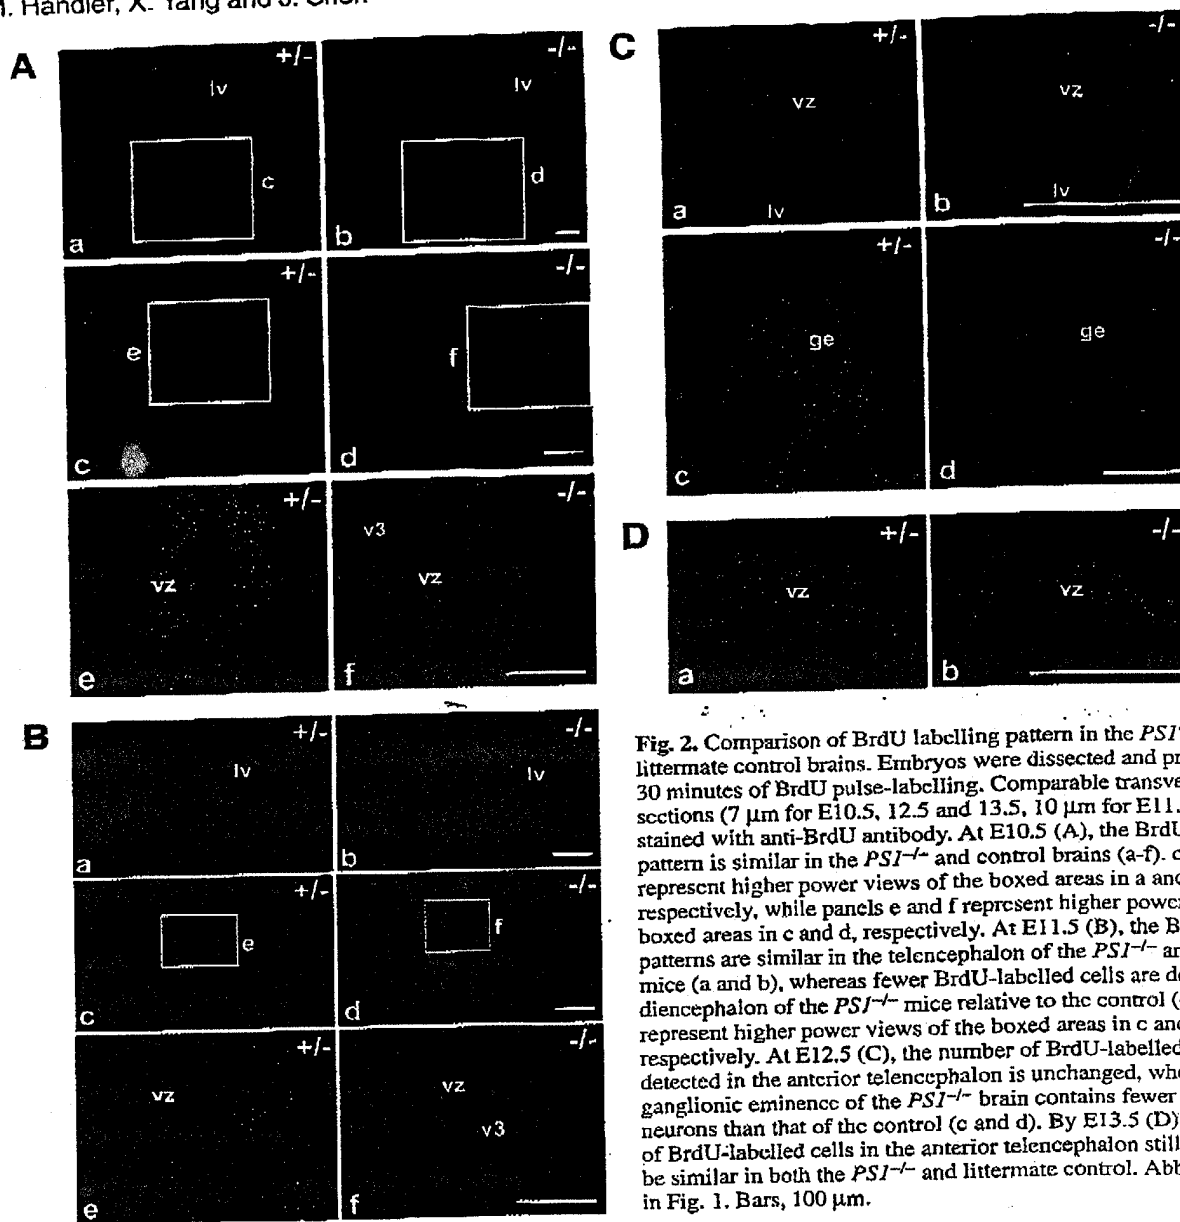 M. Handler, X. Yang and J. Chen
A
+/-
lv
c
a
-/-
lv
d
b
+/-
e
c
-/-
f
d
+/-
vz
e
-/-
v3
vz
f
B
+/-
lv
a
-/-
lv
b
+/-
e
c
-/-
f
d
+/-
vz
e
-/-
vz
v3
f
C
+/-
vz
a
lv
-/-
vz
lv
b
+/-
ge
c
-/-
ge
d
D
+/-
vz
a
-/-
vz
b
Fig. 2. Comparison of BrdU labelling pattern in the PS1
littermate control brains. Embryos were dissected and pr
30 minutes of BrdU pulse-labelling. Comparable transve
sections (7 μm for E10.5, 12.5 and 13.5, 10 μm for E11.
stained with anti-BrdU antibody. At E10.5 (A), the BrdU
pattern is similar in the PS1-/- and control brains (a-f). c
represent higher power views of the boxed areas in a and
respectively, while panels e and f represent higher power
boxed areas in c and d, respectively. At E11.5 (B), the B
patterns are similar in the telencephalon of the PS1-/- an
mice (a and b), whereas fewer BrdU-labelled cells are de
diencephalon of the PS1-/- mice relative to the control (
represent higher power views of the boxed areas in c and
respectively. At E12.5 (C), the number of BrdU-labelled
detected in the anterior telencephalon is unchanged, whe
ganglionic eminence of the PS1-/- brain contains fewer
neurons than that of the control (c and d). By E13.5 (D)
of BrdU-labelled cells in the anterior telencephalon still
be similar in both the PS1-/- and littermate control. Abb
in Fig. 1. Bars, 100 μm.